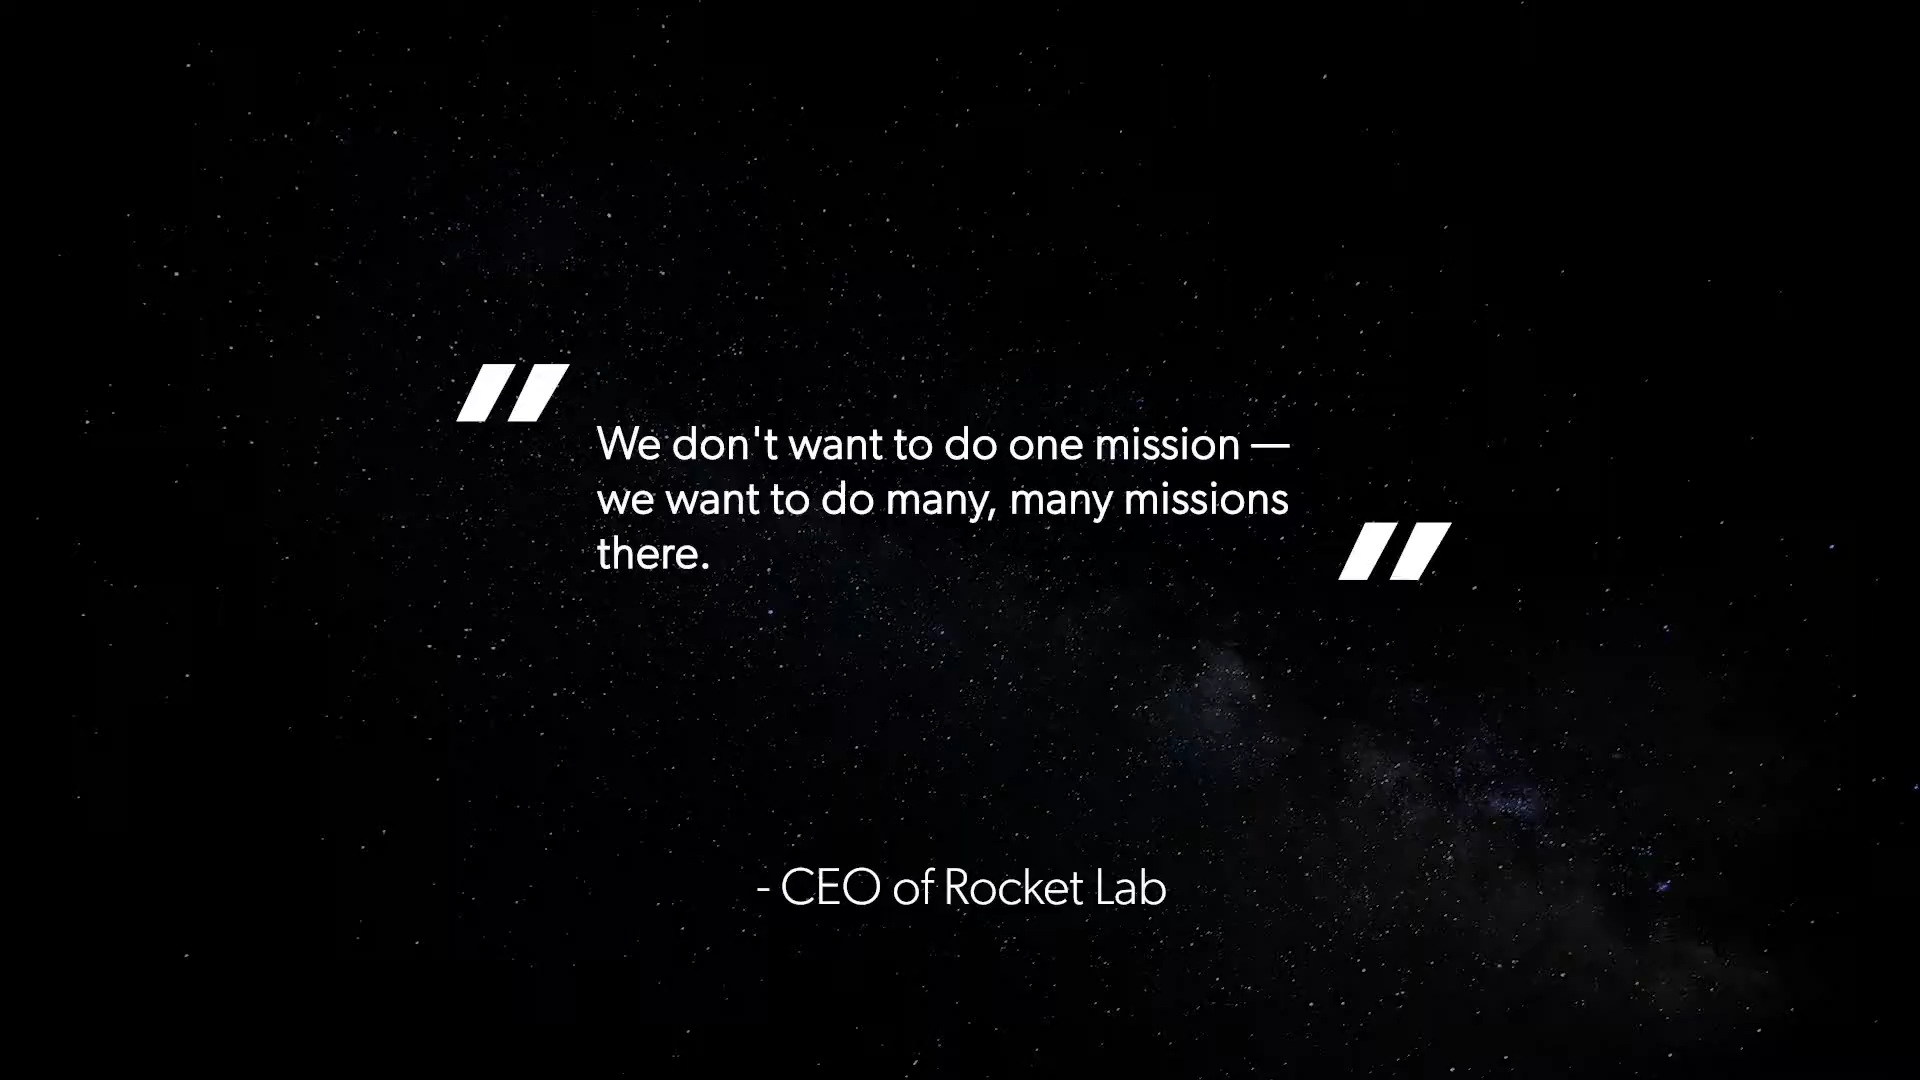 "We don't want to do one mission —
we want to do many, many missions
there."
- CEO of Rocket Lab